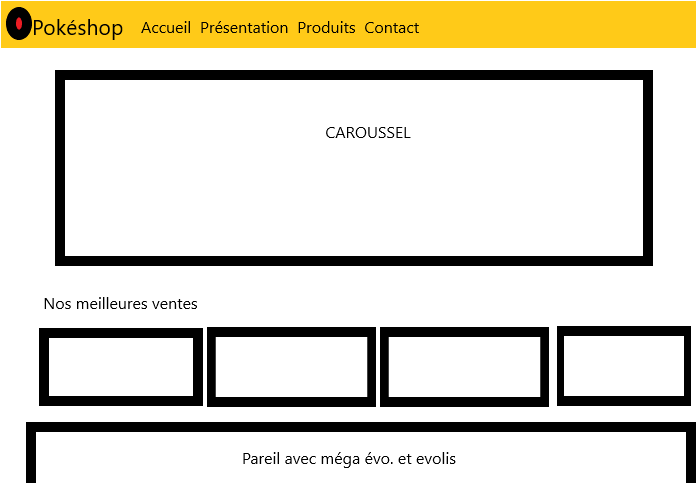 Pokéshop Accueil Présentation Produits Contact
CAROUSSEL
Nos meilleures ventes
Pareil avec méga évo. et evolis